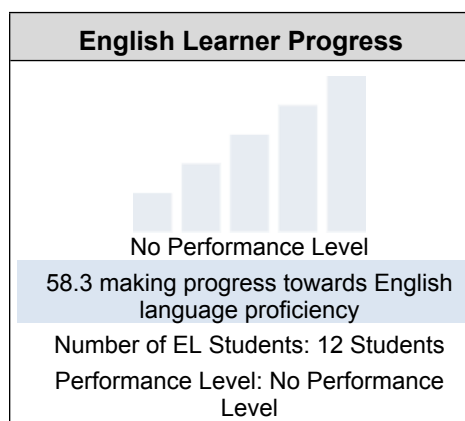 English Learner Progress
No Performance Level
58.3 making progress towards English
language proficiency
Number of EL Students: 12 Students
Performance Level: No Performance
Level